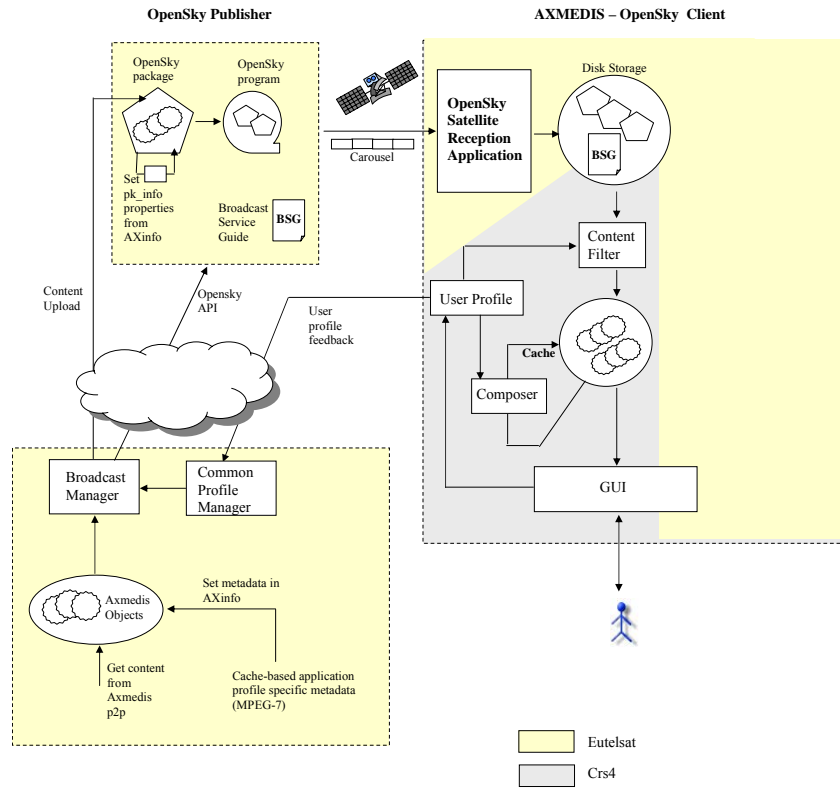 OpenSky Publisher
AXMEDIS – OpenSky Client
OpenSky
package
OpenSky
program
Set
pk_info
properties
from
AXinfo
Broadcast
Service
Guide
BSG
Carousel
OpenSky
Satellite
Reception
Application
Disk Storage
BSG
Content
Filter
Content
Upload
Opensky
API
User
profile
feedback
User Profile
Cache
Composer
GUI
Broadcast
Manager
Common
Profile
Manager
Axmedis
Objects
Set metadata in
AXinfo
Get content
from
Axmedis
p2p
Cache-based application
profile specific metadata
(MPEG-7)
Eutelsat
Crs4